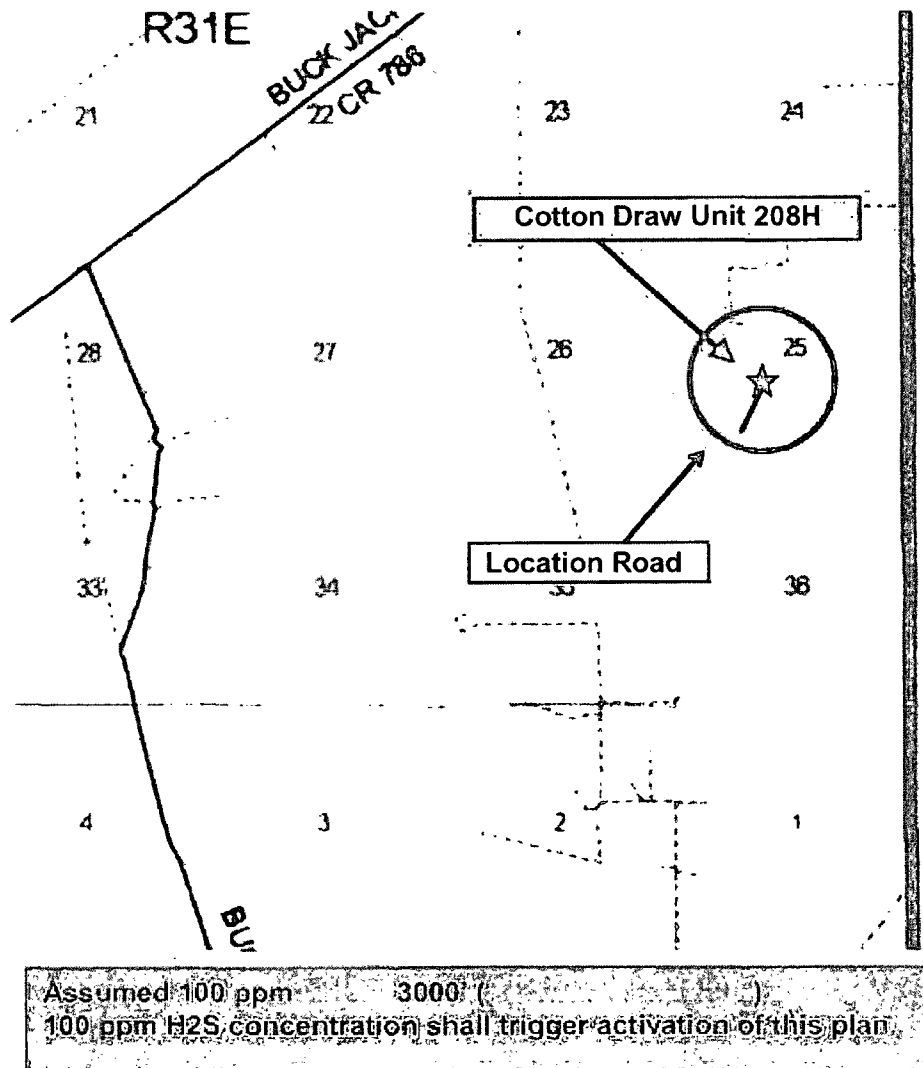 R31E
BUCK JAC
CR 786
21
22
23
24
Cotton Draw Unit 208H
28
27
26
25
Location Road
33
34
36
4
3
2
1
BU
Assumed 100 ppm 3000' ( )
100 ppm H2S concentration shall trigger activation of this plan